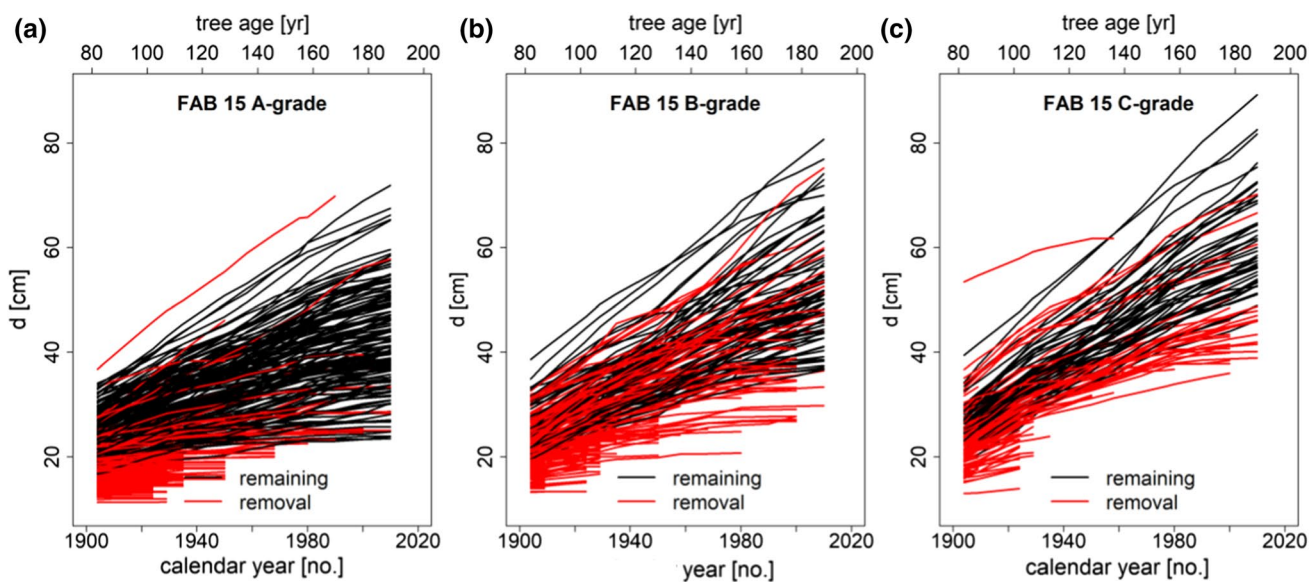 (a)
tree age [yr]
80 100 120 140 160 180 200
FAB 15 A-grade
80
60
40
20
d [cm]
remaining
removal
1900 1940 1980 2020
calendar year [no.]
(b)
tree age [yr]
80 100 120 140 160 180 200
FAB 15 B-grade
80
60
40
20
d [cm]
remaining
removal
1900 1940 1980 2020
year [no.]
(c)
tree age [yr]
80 100 120 140 160 180 200
FAB 15 C-grade
80
60
40
20
d [cm]
remaining
removal
1900 1940 1980 2020
calendar year [no.]